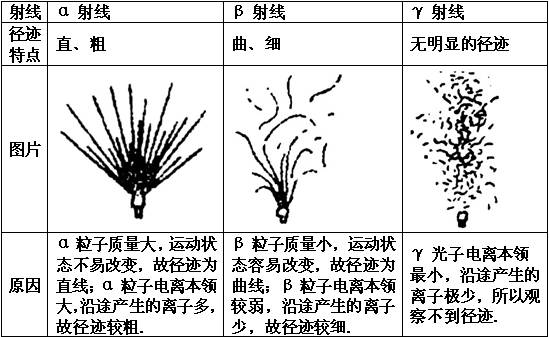 射线 α 射线 β 射线 γ 射线
径迹
特点
直、粗
曲、细
无明显的径迹
图片
原因
α 粒子质量大，运动状
态不易改变，故径迹为
直线；α 粒子电离本领
大，沿途产生的离子多，
故径迹较粗．
β 粒子质量小，运动
状态容易改变，故径迹为
曲线；β 粒子电离本领
较弱，沿途产生的离子
少，故径迹较细．
γ 光子电离本领
最小，沿途产生的
离子极少，所以观
察不到径迹．